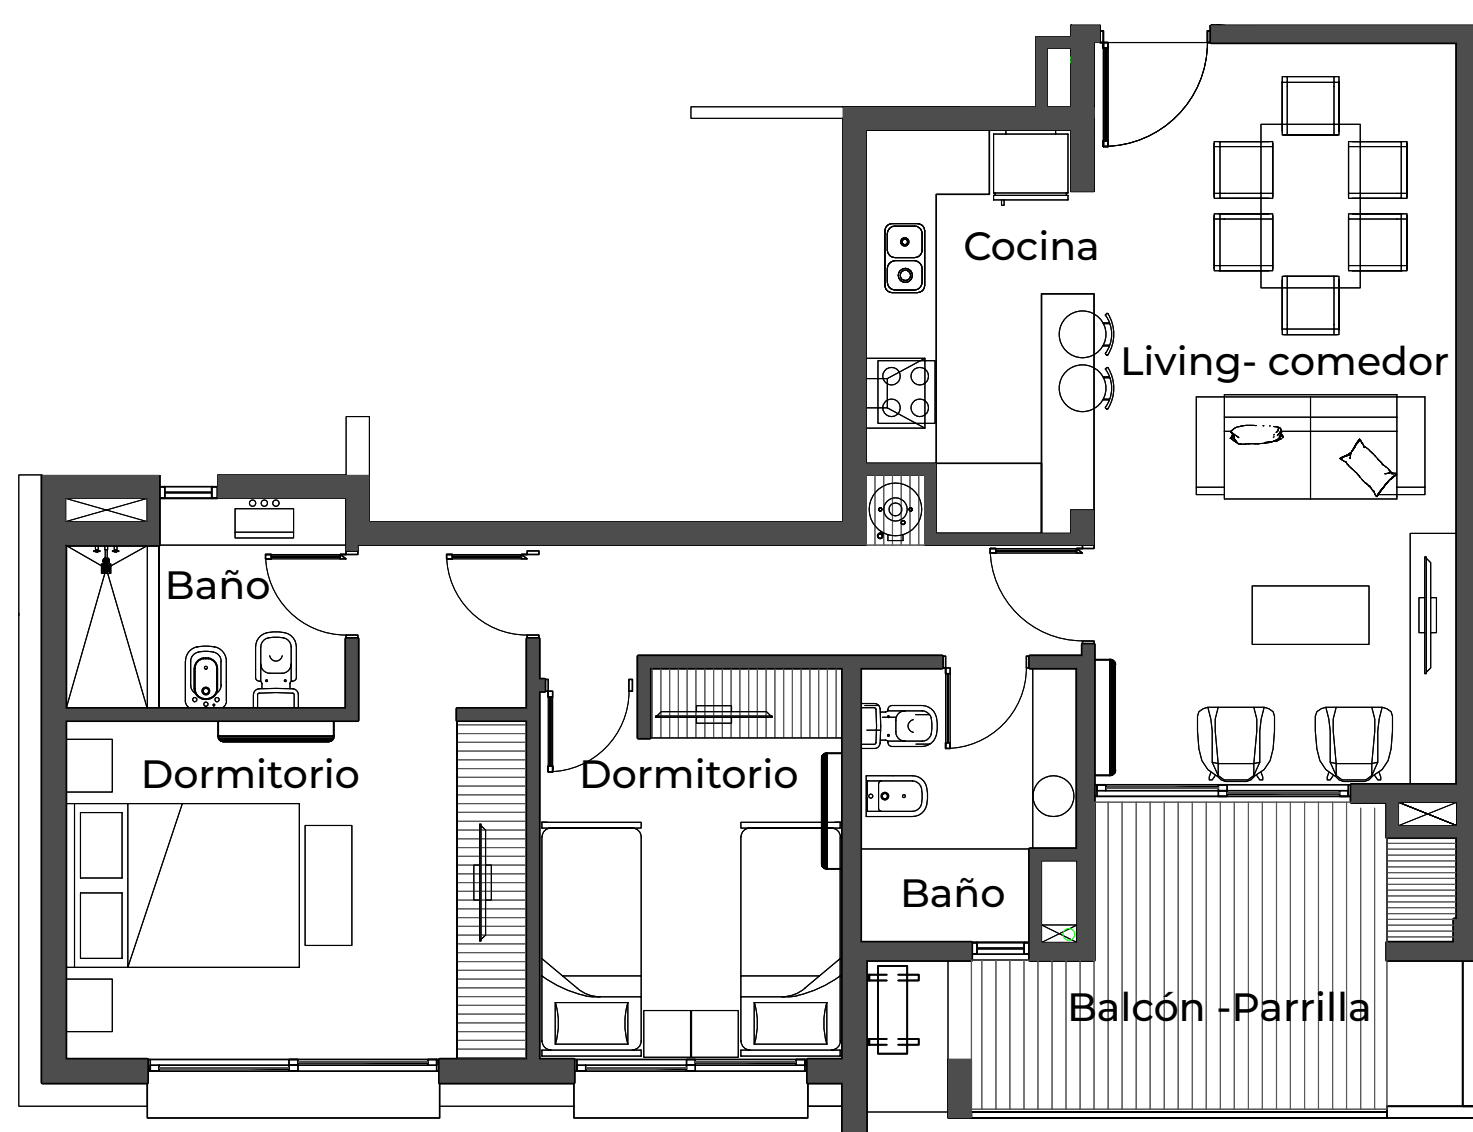 Cocina
Living- comedor
Baño
Dormitorio
Dormitorio
Baño
Balcón -Parrilla